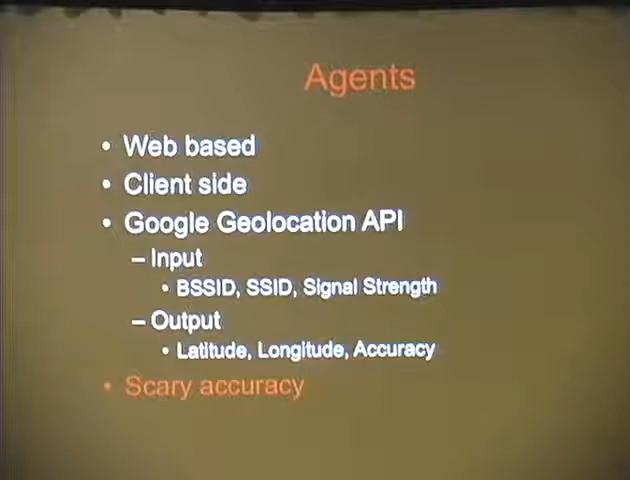 Agents
• Web based
• Client side
• Google Geolocation API
– Input
• BSSID, SSID, Signal Strength
– Output
• Latitude, Longitude, Accuracy
• Scary accuracy